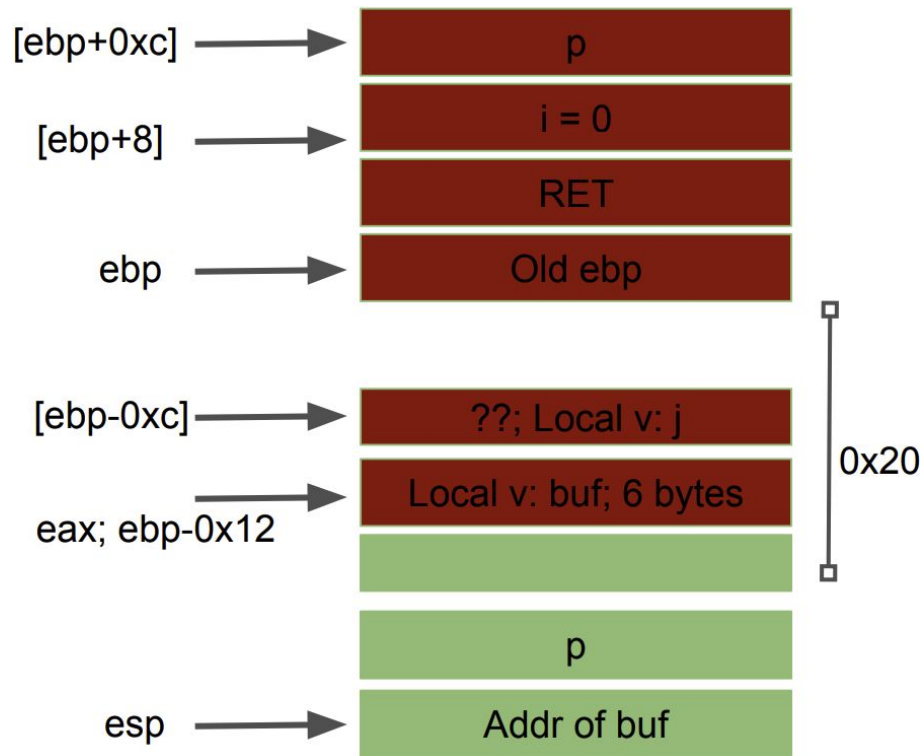 [ebp+0xc]
p
[ebp+8]
i = 0
RET
ebp
Old ebp
[ebp-0xc]
??; Local v: j
0x20
Local v: buf; 6 bytes
eax; ebp-0x12
p
esp
Addr of buf